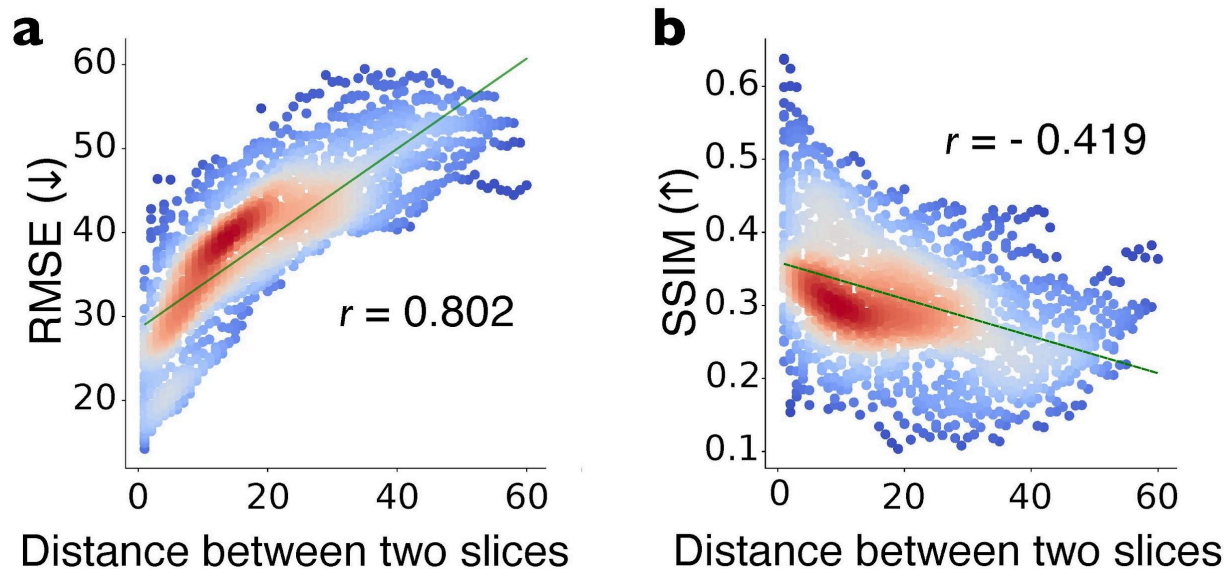 a
RMSE (↓)
60
50
40
30
20
r = 0.802
0 20 40 60
Distance between two slices
b
SSIM (↑)
0.6
0.5
0.4
0.3
0.2
0.1
r = - 0.419
0 20 40 60
Distance between two slices